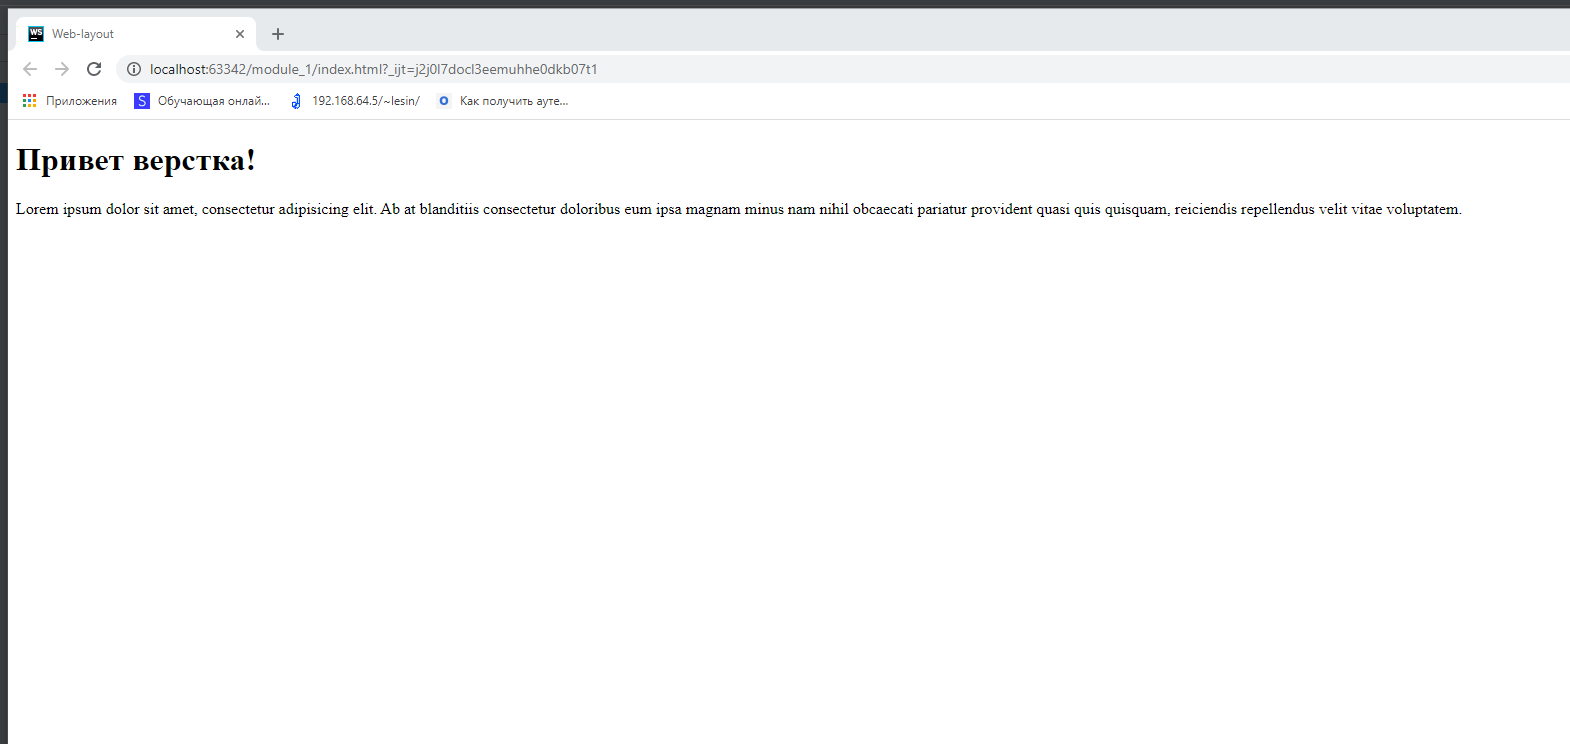 WS Web-layout
localhost:63342/module_1/index.html?_ijt=j2j0l7docl3eemuhhe0dkb07t1
Приложения S Обучающая онлай... 192.168.64.5/~lesin/ Как получить ауте...
Привет верстка!
Lorem ipsum dolor sit amet, consectetur adipisicing elit. Ab at blanditiis consectetur doloribus eum ipsa magnam minus nam nihil obcaecati pariatur provident quasi quis quisquam, reiciendis repellendus velit vitae voluptatem.